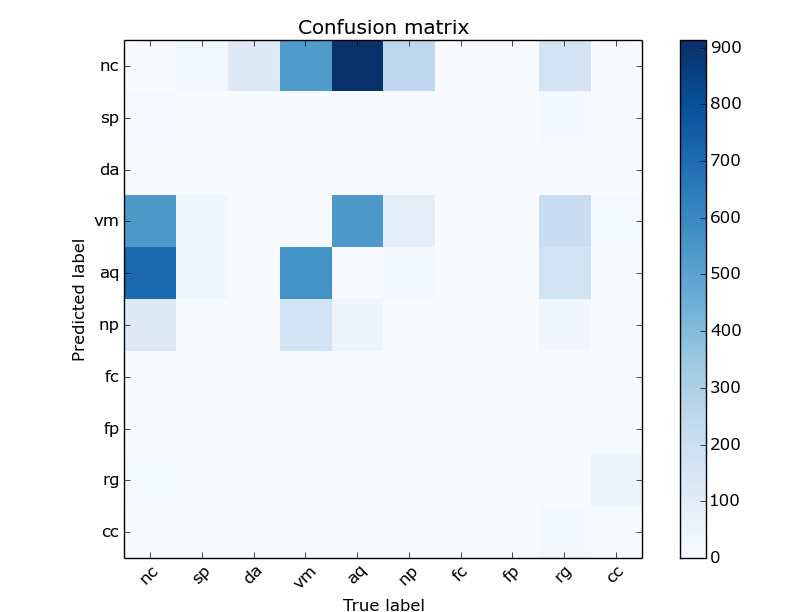 Confusion matrix
nc
sp
da
vm
aq
np
fc
fp
rg
cc
Predicted label
nc sp da vm aq np fc fp rg cc
True label
900
800
700
600
500
400
300
200
100
0